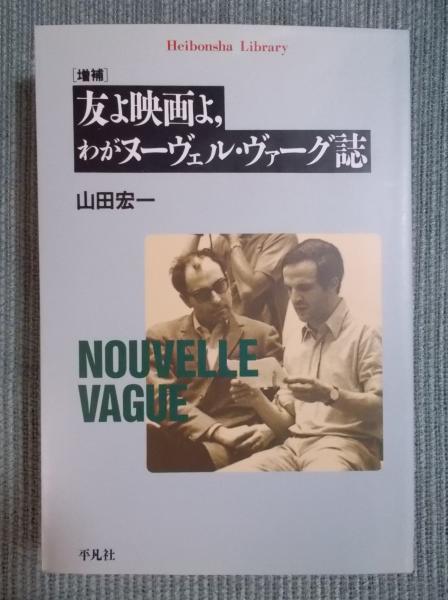 Heibonsha Library
[増補]
友よ映画よ,
わがヌーヴェル・ヴァーグ誌
山田宏一
NOUVELLE
VAGUE
平凡社